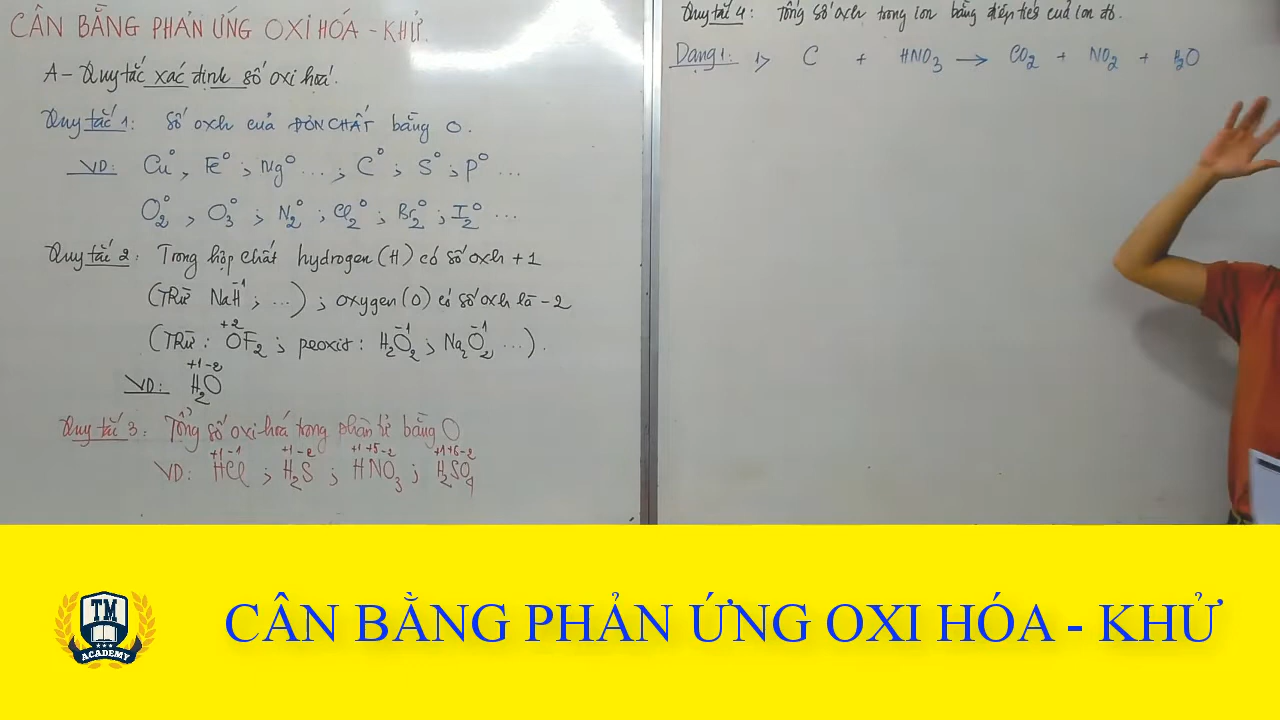 CÂN BẰNG PHẢN ỨNG OXI HÓA - KHỬ.
A - Quy tắc xác định số oxi hoá.
Quy tắc 1: Số oxh của ĐƠN CHẤT bằng 0.
VD: Cu⁰, Fe⁰; Mg⁰...; C⁰; S⁰; P⁰...
O₂⁰, O₃⁰; N₂⁰; Cl₂⁰; Br₂⁰; I₂⁰...
Quy tắc 2: Trong hợp chất hydrogen (H) có số oxh +1
(TRỪ NaH⁻¹; ...); oxygen (O) có số oxh là -2
(TRỪ: O⁺²F₂; peoxit: H₂O₂⁻¹; Na₂O₂⁻¹...).
VD: H₂⁺¹O⁻²
Quy tắc 3: Tổng số oxi hoá trong phân tử bằng 0
VD: H⁺¹Cl⁻¹; H₂⁺¹S⁻²; H⁺¹N⁺⁵O₃⁻²; H₂⁺¹S⁺⁶O₄⁻²
Quy tắc 4: Tổng số oxh trong ion bằng điện tích của ion đó.
Dạng 1: 1> C + HNO₃ → CO₂ + NO₂ + H₂O
TM
ACADEMY
CÂN BẰNG PHẢN ỨNG OXI HÓA - KHỬ